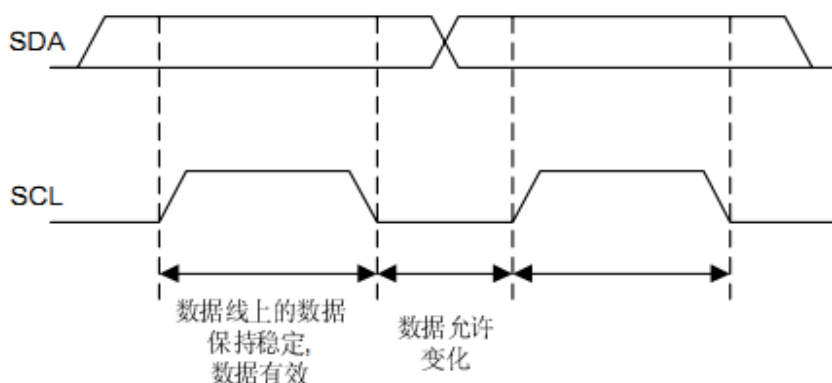 SDA
SCL
数据线上的数据
保持稳定,
数据有效
数据允许
变化